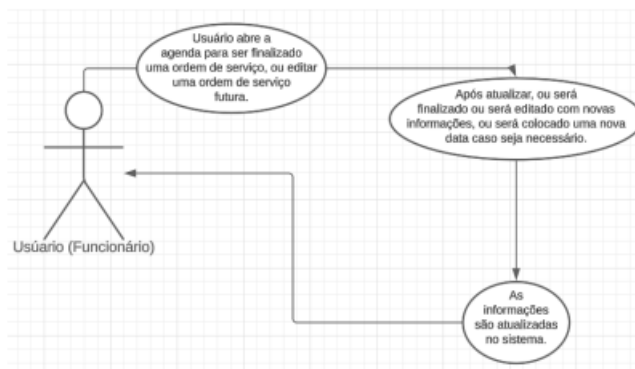 Usuário abre a
agenda para ser finalizado
uma ordem de serviço, ou editar
uma ordem de serviço
futura.
Após atualizar, ou será
finalizado ou será editado com novas
informações, ou será colocado uma nova
data caso seja necessário.
Usúario (Funcionário)
As
informações
são atualizadas
no sistema.